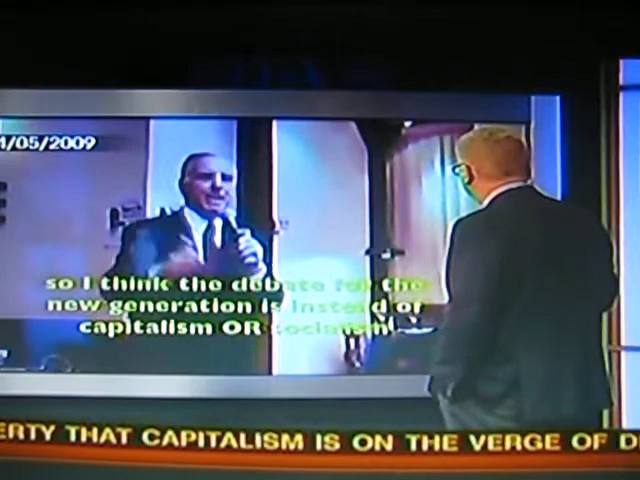 /05/2009
so I think the debate for the
new generation is instead of
capitalism OR socialism
ERTY THAT CAPITALISM IS ON THE VERGE OF D